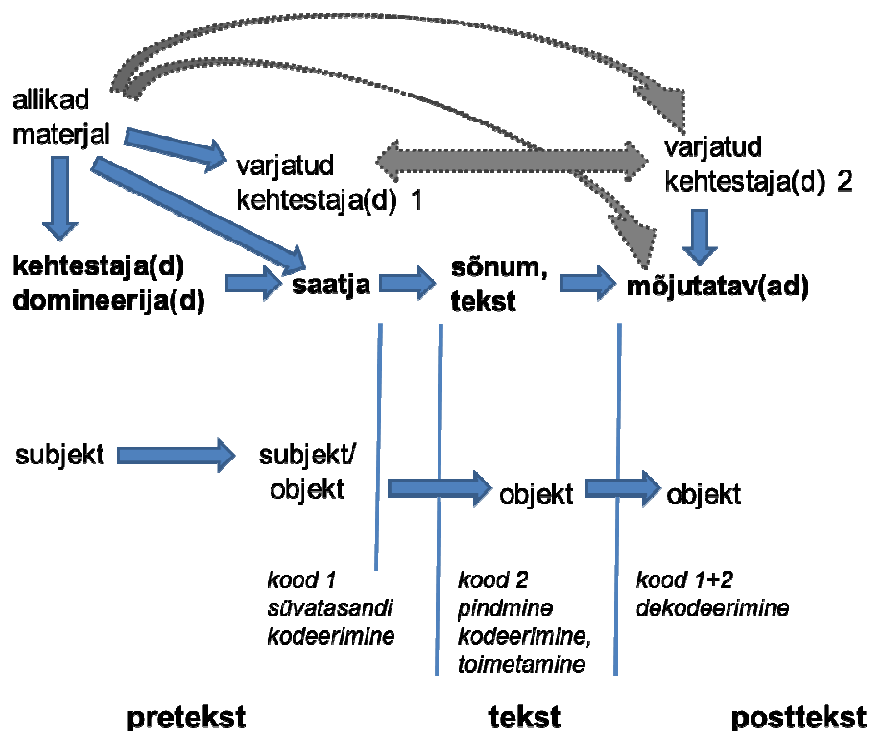 allikad
materjal
varjatud
kehtestaja(d) 1
varjatud
kehtestaja(d) 2
kehtestaja(d)
domineerija(d)
saatja
sõnum,
tekst
mõjutatav(ad)
subjekt
subjekt/
objekt
objekt
objekt
kood 1
süvatasandi
kodeerimine
kood 2
pindmine
kodeerimine,
toimetamine
kood 1+2
dekodeerimine
pretekst
tekst
posttekst